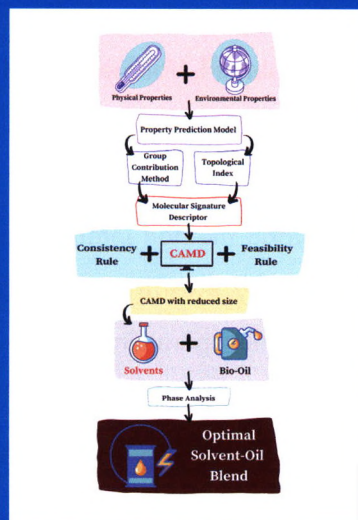 Physical Properties
+
Environmental Properties
Property Prediction Model
Group
Contribution
Method
Topological
Index
Molecular Signature
Descriptor
Consistency
Rule
+
CAMD
+
Feasibility
Rule
CAMD with reduced size
Solvents
+
Bio-Oil
Phase Analysis
Optimal
Solvent-Oil
Blend